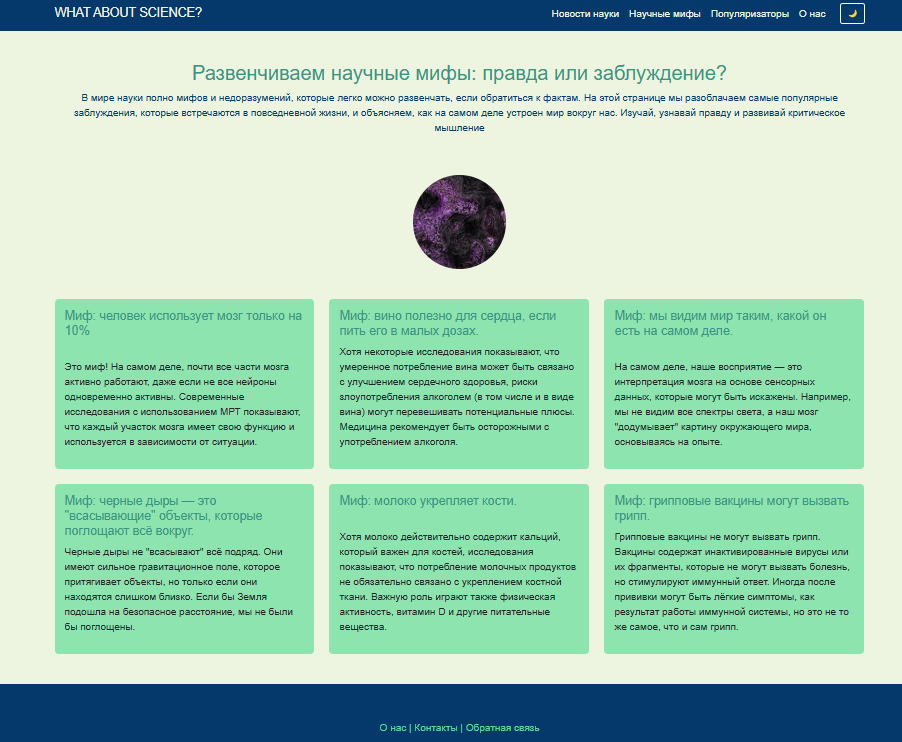 WHAT ABOUT SCIENCE?
Новости науки Научные мифы Популяризаторы О нас
Развенчиваем научные мифы: правда или заблуждение?
В мире науки полно мифов и недоразумений, которые легко можно развенчать, если обратиться к фактам. На этой странице мы разоблачаем самые популярные
заблуждения, которые встречаются в повседневной жизни, и объясняем, как на самом деле устроен мир вокруг нас. Изучай, узнавай правду и развивай критическое
мышление
Миф: человек использует мозг только на
10%
Это миф! На самом деле, почти все части мозга
активно работают, даже если не все нейроны
одновременно активны. Современные
исследования с использованием МРТ показывают,
что каждый участок мозга имеет свою функцию и
используется в зависимости от ситуации.
Миф: вино полезно для сердца, если
пить его в малых дозах.
Хотя некоторые исследования показывают, что
умеренное потребление вина может быть связано
с улучшением сердечного здоровья, риски
злоупотребления алкоголем (в том числе и в виде
вина) могут перевешивать потенциальные плюсы.
Медицина рекомендует быть осторожными с
употреблением алкоголя.
Миф: мы видим мир таким, какой он
есть на самом деле.
На самом деле, наше восприятие — это
интерпретация мозга на основе сенсорных
данных, которые могут быть искажены. Например,
мы не видим все спектры света, а наш мозг
"додумывает" картину окружающего мира,
основываясь на опыте.
Миф: черные дыры — это
"всасывающие" объекты, которые
поглощают всё вокруг.
Черные дыры не "всасывают" всё подряд. Они
имеют сильное гравитационное поле, которое
притягивает объекты, но только если они
находятся слишком близко. Если бы Земля
подошла на безопасное расстояние, мы не были
бы поглощены.
Миф: молоко укрепляет кости.
Хотя молоко действительно содержит кальций,
который важен для костей, исследования
показывают, что потребление молочных продуктов
не обязательно связано с укреплением костной
ткани. Важную роль играют также физическая
активность, витамин D и другие питательные
вещества.
Миф: грипповые вакцины могут вызвать
грипп.
Грипповые вакцины не могут вызвать грипп.
Вакцины содержат инактивированные вирусы или
их фрагменты, которые не могут вызвать болезнь,
но стимулируют иммунный ответ. Иногда после
прививки могут быть лёгкие симптомы, как
результат работы иммунной системы, но это не то
же самое, что и сам грипп.
О нас | Контакты | Обратная связь